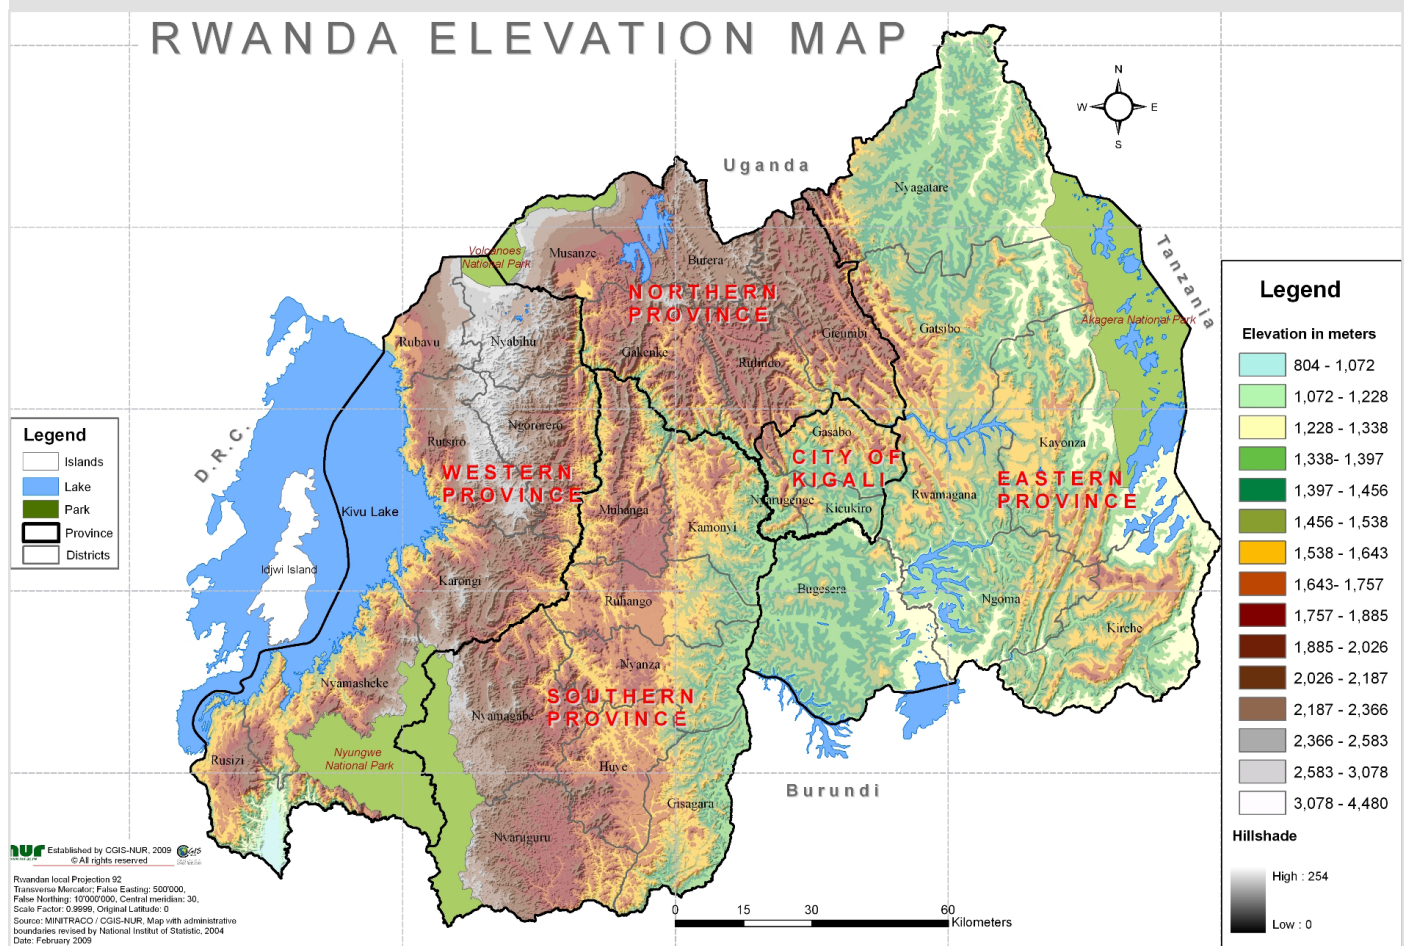 RWANDA ELEVATION MAP
N
W
E
S
Uganda
Tanzania
D.R.C.
Burundi
Nyagatare
Volcanoes
National Park
Musanze
Burera
NORTHERN
PROVINCE
Akagera National Park
Gatsibo
Gicumbi
Rubavu
Nyabihu
Gakenke
Rulindo
Ngororero
Rutsiro
Gasabo
Kayonza
WESTERN
PROVINCE
CITY OF
KIGALI
EASTERN
PROVINCE
Nyarugenge
Kicukiro
Rwamagana
Kivu Lake
Muhanga
Kamonyi
Idjwi Island
Karongi
Ruhango
Bugesera
Ngoma
Kirehe
Nyanza
Nyamasheke
SOUTHERN
PROVINCE
Nyamagabe
Nyungwe
National Park
Rusizi
Huye
Gisagara
Nyaruguru
Legend
Islands
Lake
Park
Province
Districts
Legend
Elevation in meters
804 - 1,072
1,072 - 1,228
1,228 - 1,338
1,338- 1,397
1,397 - 1,456
1,456 - 1,538
1,538 - 1,643
1,643- 1,757
1,757 - 1,885
1,885 - 2,026
2,026 - 2,187
2,187 - 2,366
2,366 - 2,583
2,583 - 3,078
3,078 - 4,480
Hillshade
High : 254
Low : 0
0 15 30 60
Kilometers
nur
Established by CGIS-NUR, 2009
© All rights reserved
CGIS
Rwandan local Projection 92
Transverse Mercator; False Easting: 500'000,
False Northing: 10'000'000, Central meridian: 30,
Scale Factor: 0.9999, Original Latitude: 0
Source: MINITRACO / CGIS-NUR, Map with administrative
boundaries revised by National Institut of Statistic, 2004
Date: February 2009